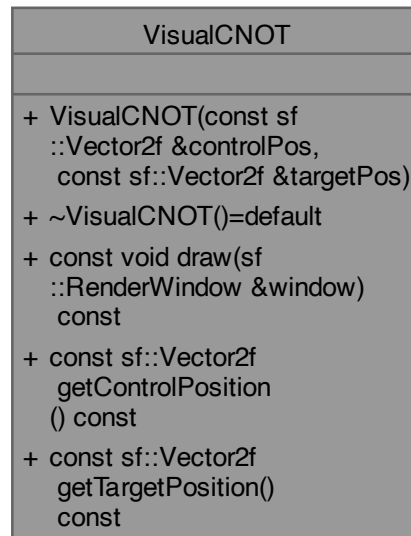 VisualCNOT
+ VisualCNOT(const sf
::Vector2f &controlPos,
const sf::Vector2f &targetPos)
+ ~VisualCNOT()=default
+ const void draw(sf
::RenderWindow &window)
const
+ const sf::Vector2f
getControlPosition
() const
+ const sf::Vector2f
getTargetPosition()
const